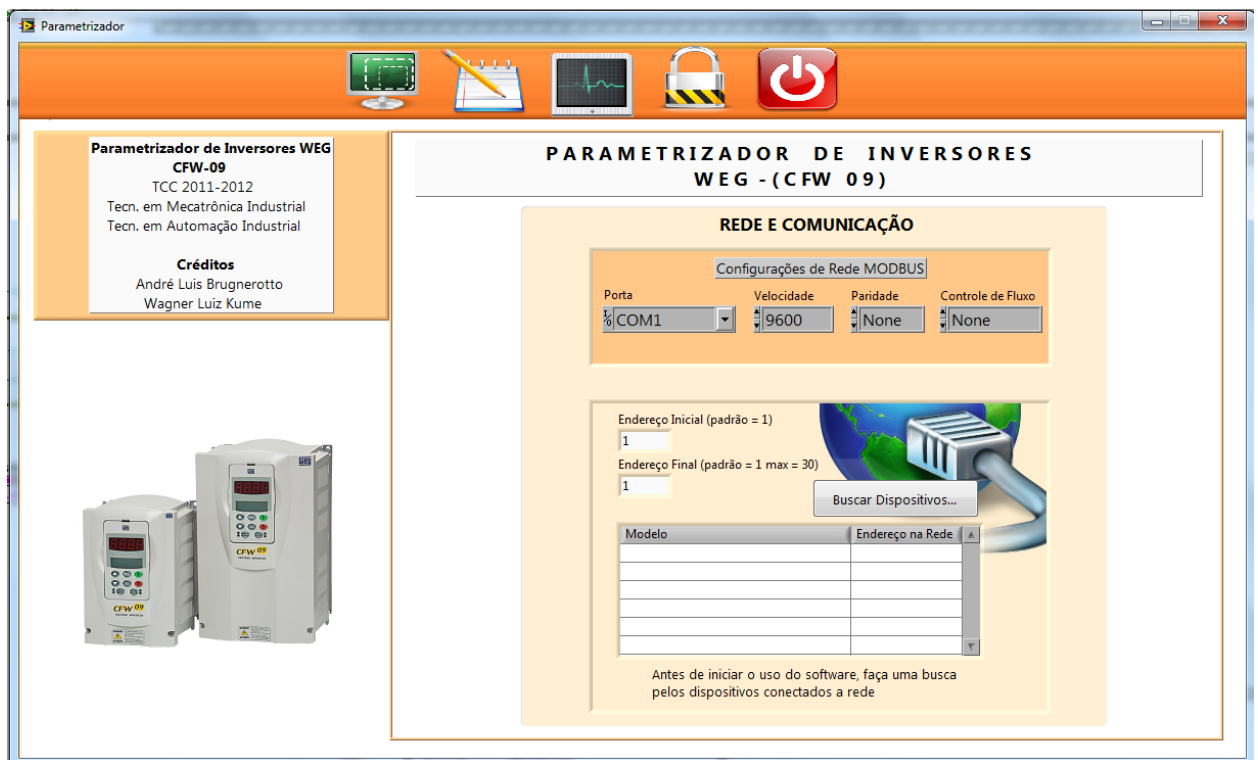 Parametrizador
Parametrizador de Inversores WEG
CFW-09
TCC 2011-2012
Tecn. em Mecatrônica Industrial
Tecn. em Automação Industrial
Créditos
André Luis Brugnerotto
Wagner Luiz Kume
PARAMETRIZADOR DE INVERSORES
WEG - (CFW 09)
REDE E COMUNICAÇÃO
Configurações de Rede MODBUS
Porta Velocidade Paridade Controle de Fluxo
COM1 9600 None None
Endereço Inicial (padrão = 1)
1
Endereço Final (padrão = 1 max = 30)
1
Buscar Dispositivos...
Modelo Endereço na Rede
Antes de iniciar o uso do software, faça uma busca
pelos dispositivos conectados a rede
CFW 09
CFW 09